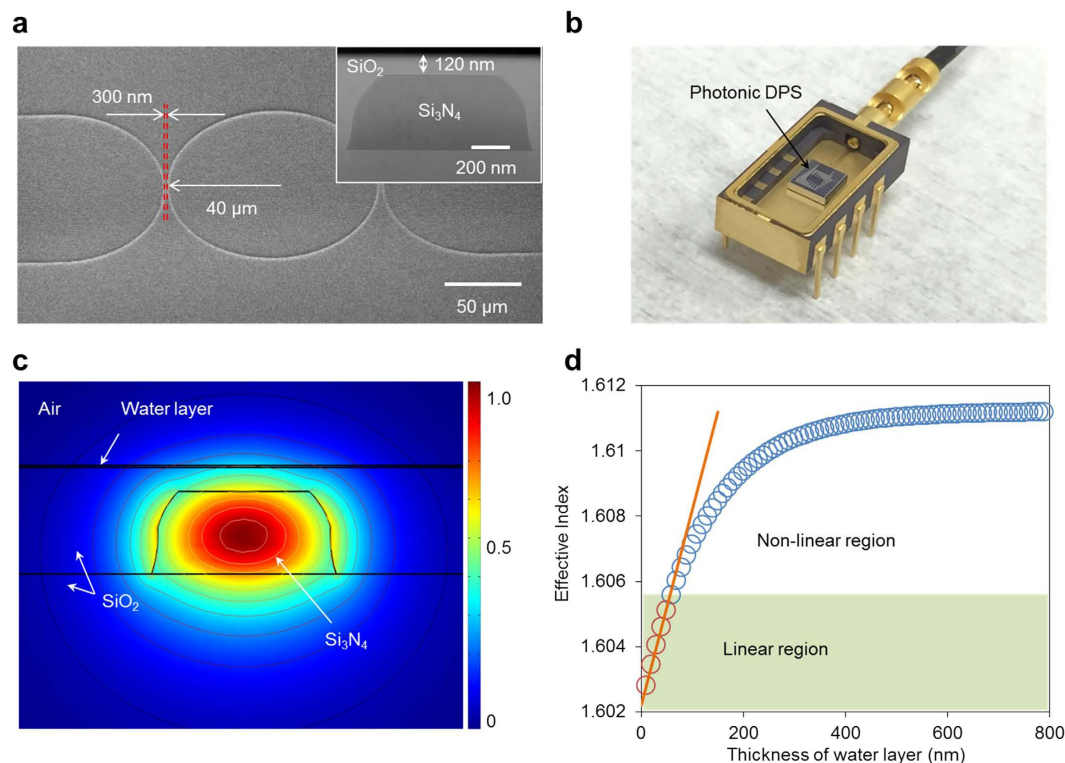 a
300 nm
40 μm
50 μm
SiO2
120 nm
Si3N4
200 nm
b
Photonic DPS
c
Air
Water layer
SiO2
Si3N4
1.0
0.5
0
d
1.612
1.61
1.608
1.606
1.604
1.602
Effective Index
Non-linear region
Linear region
0
200
400
600
800
Thickness of water layer (nm)